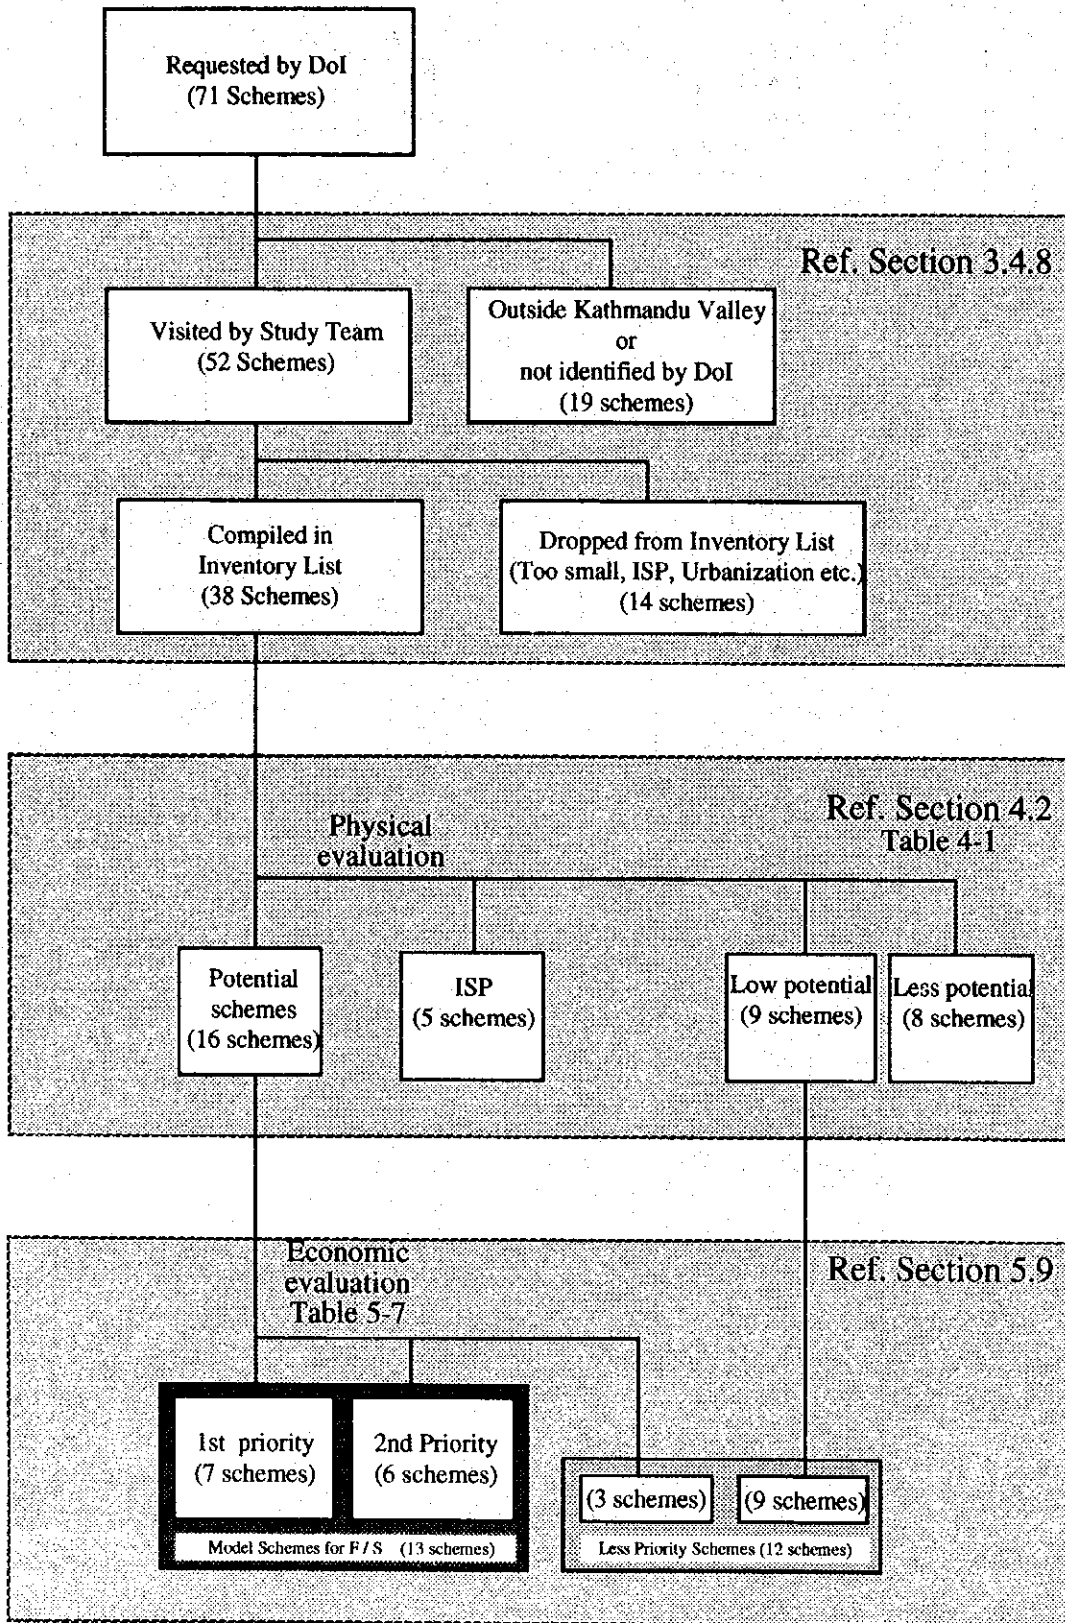 Requested by DoI
(71 Schemes)
Ref. Section 3.4.8
Visited by Study Team
(52 Schemes)
Outside Kathmandu Valley
or
not identified by DoI
(19 schemes)
Compiled in
Inventory List
(38 Schemes)
Dropped from Inventory List
(Too small, ISP, Urbanization etc.)
(14 schemes)
Ref. Section 4.2
Table 4-1
Physical
evaluation
Potential
schemes
(16 schemes)
ISP
(5 schemes)
Low potential
(9 schemes)
Less potential
(8 schemes)
Ref. Section 5.9
Economic
evaluation
Table 5-7
1st priority
(7 schemes)
2nd Priority
(6 schemes)
Model Schemes for F / S (13 schemes)
(3 schemes)
(9 schemes)
Less Priority Schemes (12 schemes)